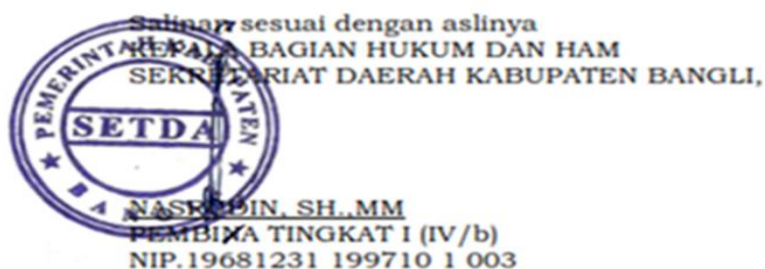 Salinan sesuai dengan aslinya
KEPALA BAGIAN HUKUM DAN HAM
SEKRETARIAT DAERAH KABUPATEN BANGLI,
PEMERINTAH KABUPATEN
SETDA
NASRUDIN, SH.,MM
PEMBINA TINGKAT I (IV/b)
NIP.19681231 199710 1 003